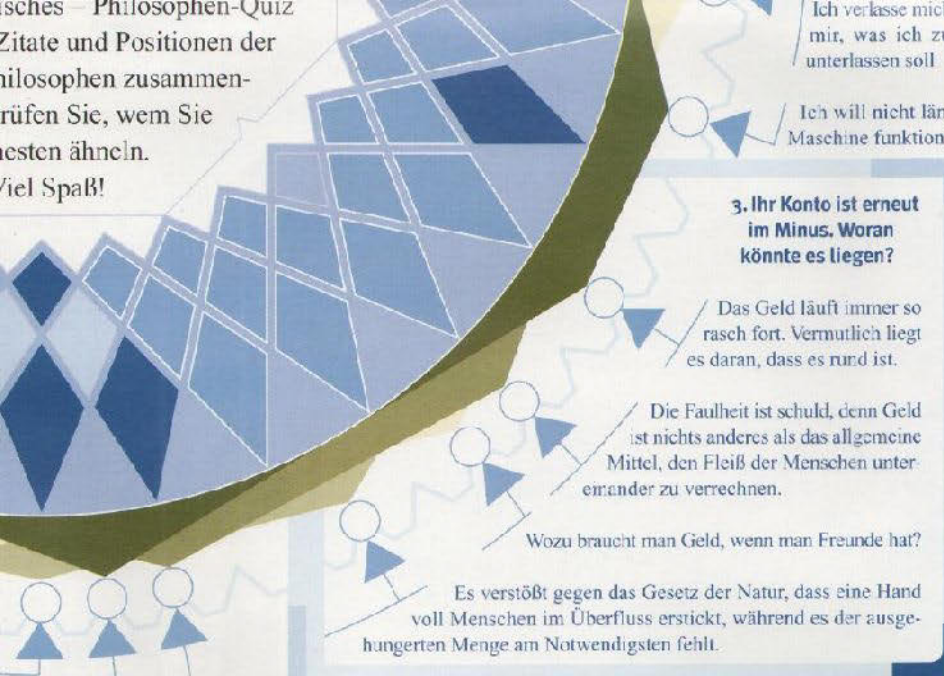 isches – Philosophen-Quiz
Zitate und Positionen der
hilosophen zusammen-
rüfen Sie, wem Sie
nesten ähneln.
Viel Spaß!
Ich verlasse mic
mir, was ich z
unterlassen soll
Ich will nicht län
Maschine funktion
3. Ihr Konto ist erneut
im Minus. Woran
könnte es liegen?
Das Geld läuft immer so
rasch fort. Vermutlich liegt
es daran, dass es rund ist.
Die Faulheit ist schuld, denn Geld
ist nichts anderes als das allgemeine
Mittel, den Fleiß der Menschen unter-
einander zu verrechnen.
Wozu braucht man Geld, wenn man Freunde hat?
Es verstößt gegen das Gesetz der Natur, dass eine Hand
voll Menschen im Überfluss erstickt, während es der ausge-
hungerten Menge am Notwendigsten fehlt.